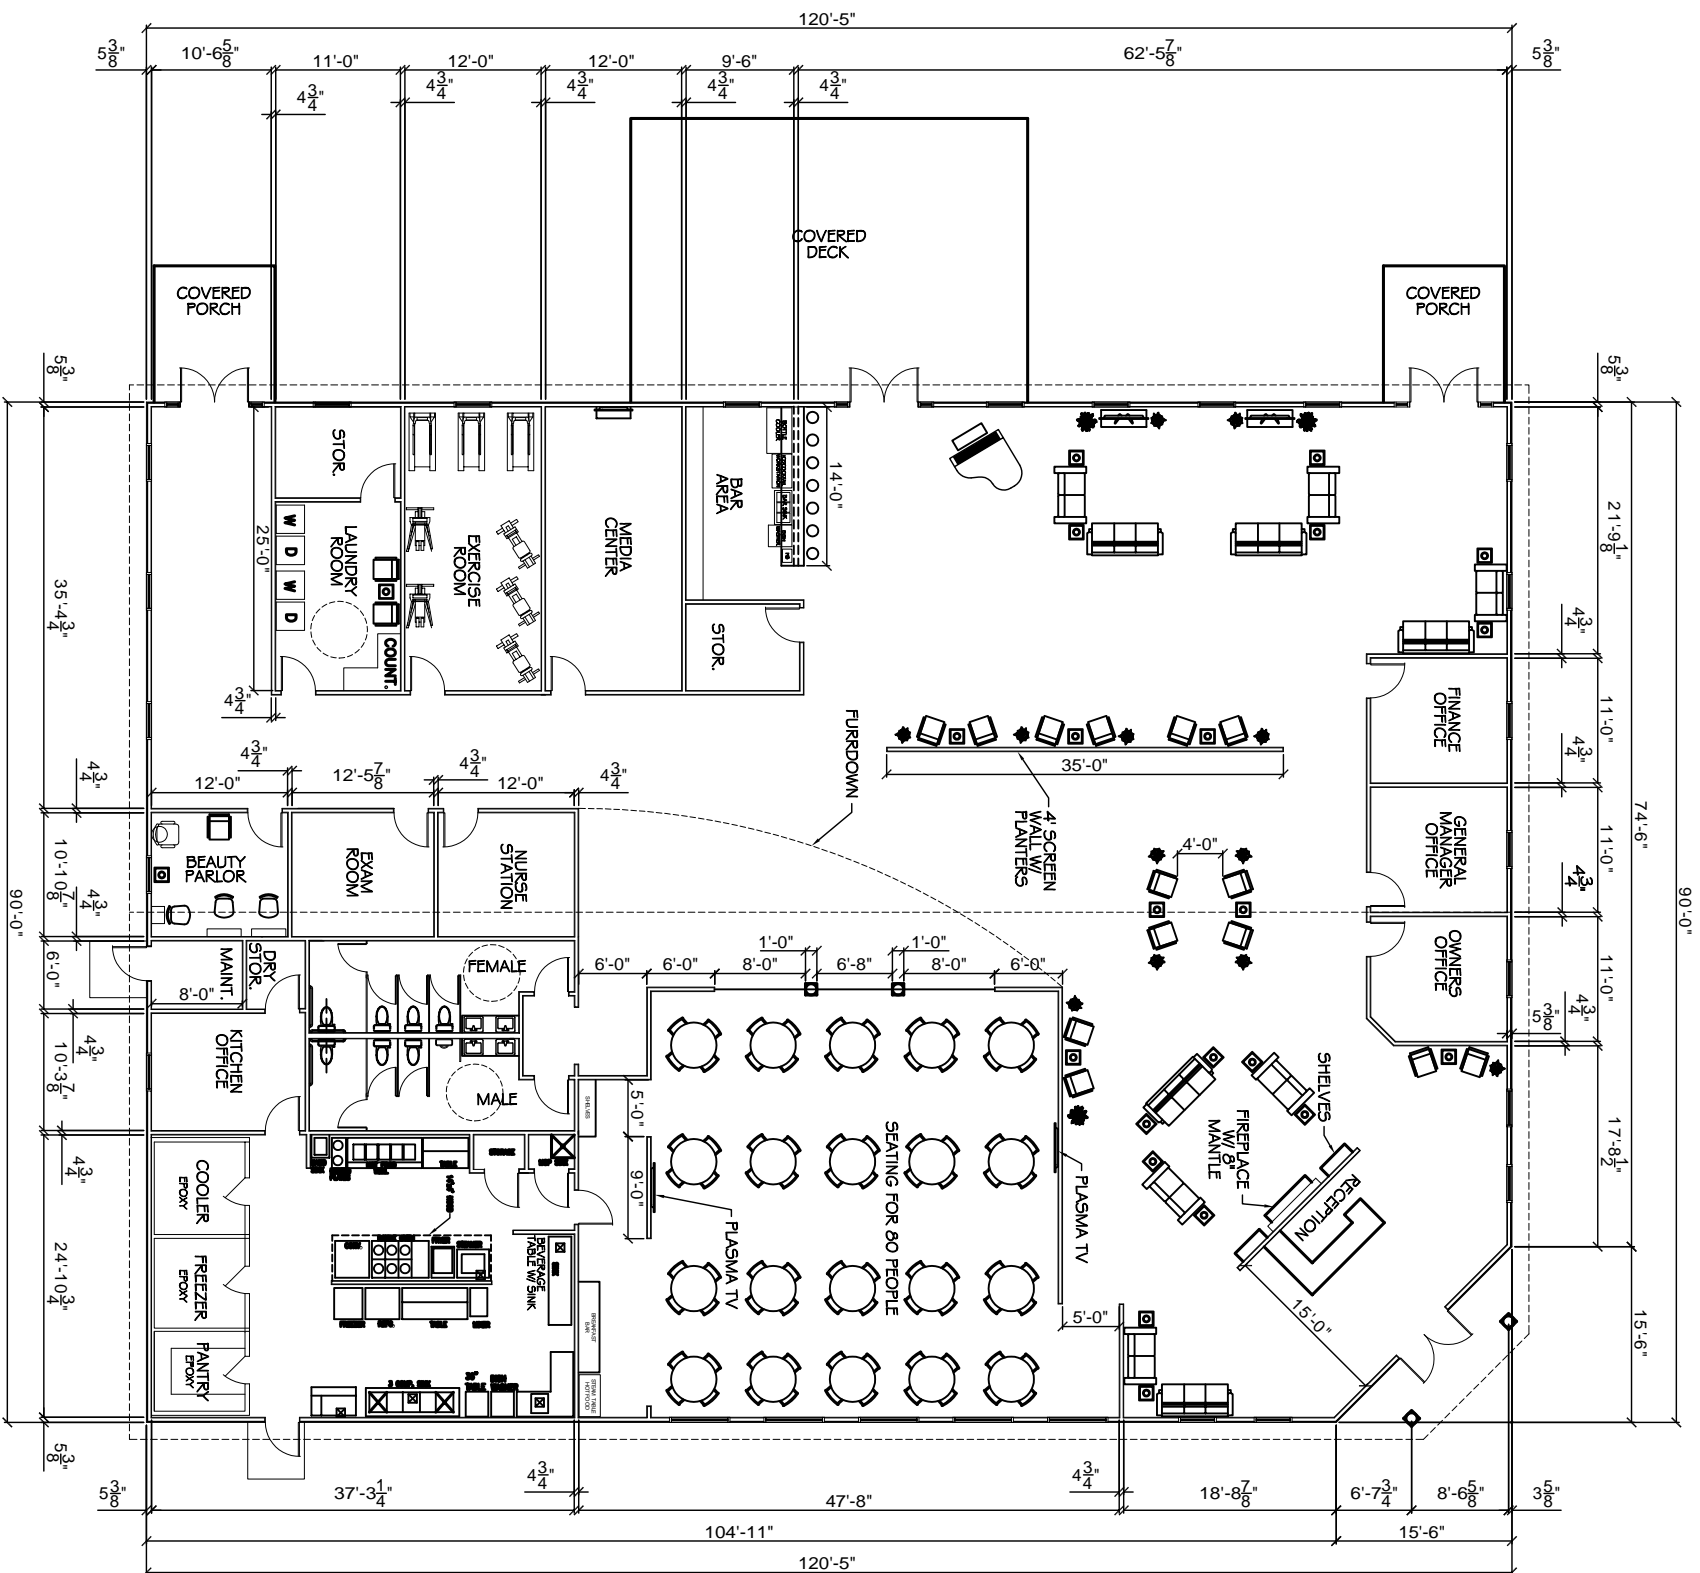 120'-5"
5 3/8"
10'-6 5/8"
11'-0"
12'-0"
12'-0"
9'-6"
62'-5 7/8"
5 3/8"
4 3/4"
4 3/4"
4 3/4"
4 3/4"
4 3/4"
COVERED
DECK
COVERED
PORCH
COVERED
PORCH
5 3/8"
5 3/8"
STOR.
LAUNDRY
ROOM
W
D
W
D
COUNT.
25'-0"
EXERCISE
ROOM
MEDIA
CENTER
BAR
AREA
14'-0"
STOR.
35'-4 3/4"
21'-9 1/8"
4 3/4"
11'-0"
4 3/4"
11'-0"
4 3/4"
11'-0"
4 3/4"
5 3/8"
17'-8 1/2"
74'-6"
15'-6"
90'-0"
FINANCE
OFFICE
GENERAL
MANAGER
OFFICE
OWNERS
OFFICE
4 3/4"
4 3/4"
12'-0"
12'-5 7/8"
4 3/4"
12'-0"
4 3/4"
FURRDOWN
35'-0"
4' SCREEN
WALL W/
PLANTERS
4'-0"
4 3/4"
10'-10 7/8"
4 3/4"
6'-0"
4 3/4"
10'-3 7/8"
4 3/4"
24'-10 3/4"
5 3/8"
90'-0"
BEAUTY
PARLOR
EXAM
ROOM
NURSE
STATION
MAINT.
8'-0"
DRY
STOR.
FEMALE
MALE
KITCHEN
OFFICE
1'-0"
1'-0"
6'-0"
6'-0"
8'-0"
6'-8"
8'-0"
6'-0"
SHELVES
5'-0"
9'-0"
SEATING FOR 80 PEOPLE
PLASMA TV
PLASMA TV
SHELVES
FIREPLACE
W/ 8"
MANTLE
RECEPTION
15'-0"
5'-0"
COOLER
EPOXY
FREEZER
EPOXY
PANTRY
EPOXY
STORAGE
TABLE
BEVERAGE
TABLE W/ SINK
FREEZER
TABLE
BREAKFAST
BAR
STEAM TABLE
HOT FOOD
5 3/8"
37'-3 1/4"
4 3/4"
47'-8"
4 3/4"
18'-8 7/8"
6'-7 3/4"
8'-6 5/8"
3 5/8"
104'-11"
15'-6"
120'-5"